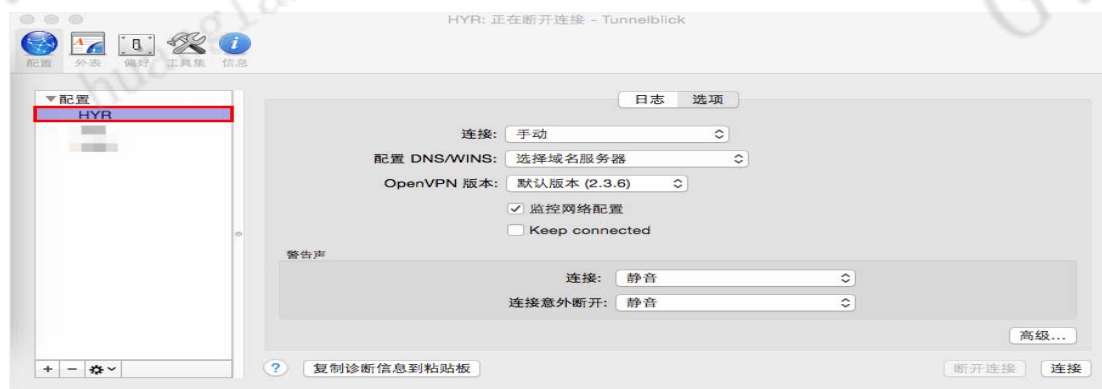 HYR: 正在断开连接 – Tunnelblick
配置 外表 偏好 工具集 信息
▼配置
HYR
日志 选项
连接: 手动
配置 DNS/WINS: 选择域名服务器
OpenVPN 版本: 默认版本 (2.3.6)
监控网络配置
Keep connected
警告声
连接: 静音
连接意外断开: 静音
高级...
+ −
? 复制诊断信息到粘贴板
断开连接 连接